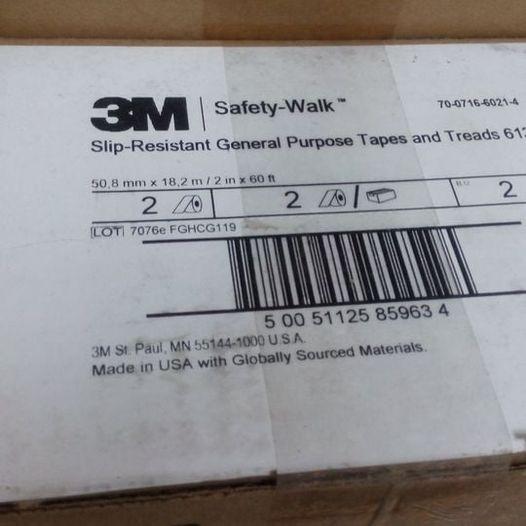 3M Safety-Walk™ 70-0716-6021-4
Slip-Resistant General Purpose Tapes and Treads
50,8 mm x 18,2 m / 2 in x 60 ft
2 2 / 2
LOT 7076e FGHCG119
5 00 51125 85963 4
3M St. Paul, MN 55144-1000 U.S.A.
Made in USA with Globally Sourced Materials.